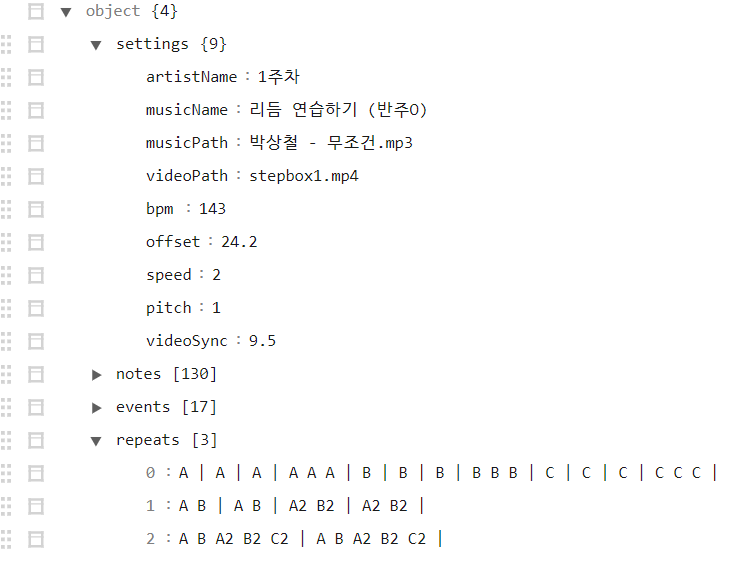 object {4}
settings {9}
artistName : 1주차
musicName : 리듬 연습하기 (반주O)
musicPath : 박상철 - 무조건.mp3
videoPath : stepbox1.mp4
bpm : 143
offset : 24.2
speed : 2
pitch : 1
videoSync : 9.5
notes [130]
events [17]
repeats [3]
0 : A | A | A | A A A | B | B | B | B B B | C | C | C | C C C |
1 : A B | A B | A2 B2 | A2 B2 |
2 : A B A2 B2 C2 | A B A2 B2 C2 |